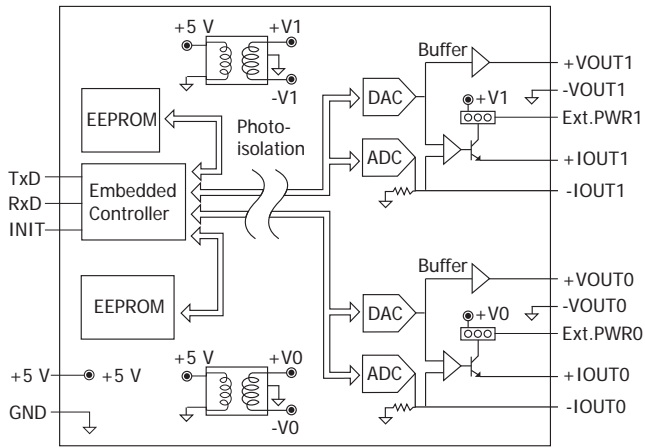 +5 V
+V1
-V1
Buffer
+VOUT1
-VOUT1
DAC
+V1
Ext.PWR1
EEPROM
Photo-
isolation
ADC
+IOUT1
-IOUT1
TxD
RxD
INIT
Embedded
Controller
Buffer
+VOUT0
-VOUT0
EEPROM
DAC
+V0
Ext.PWR0
+5 V
+5 V
+5 V
+V0
-V0
ADC
+IOUT0
-IOUT0
GND